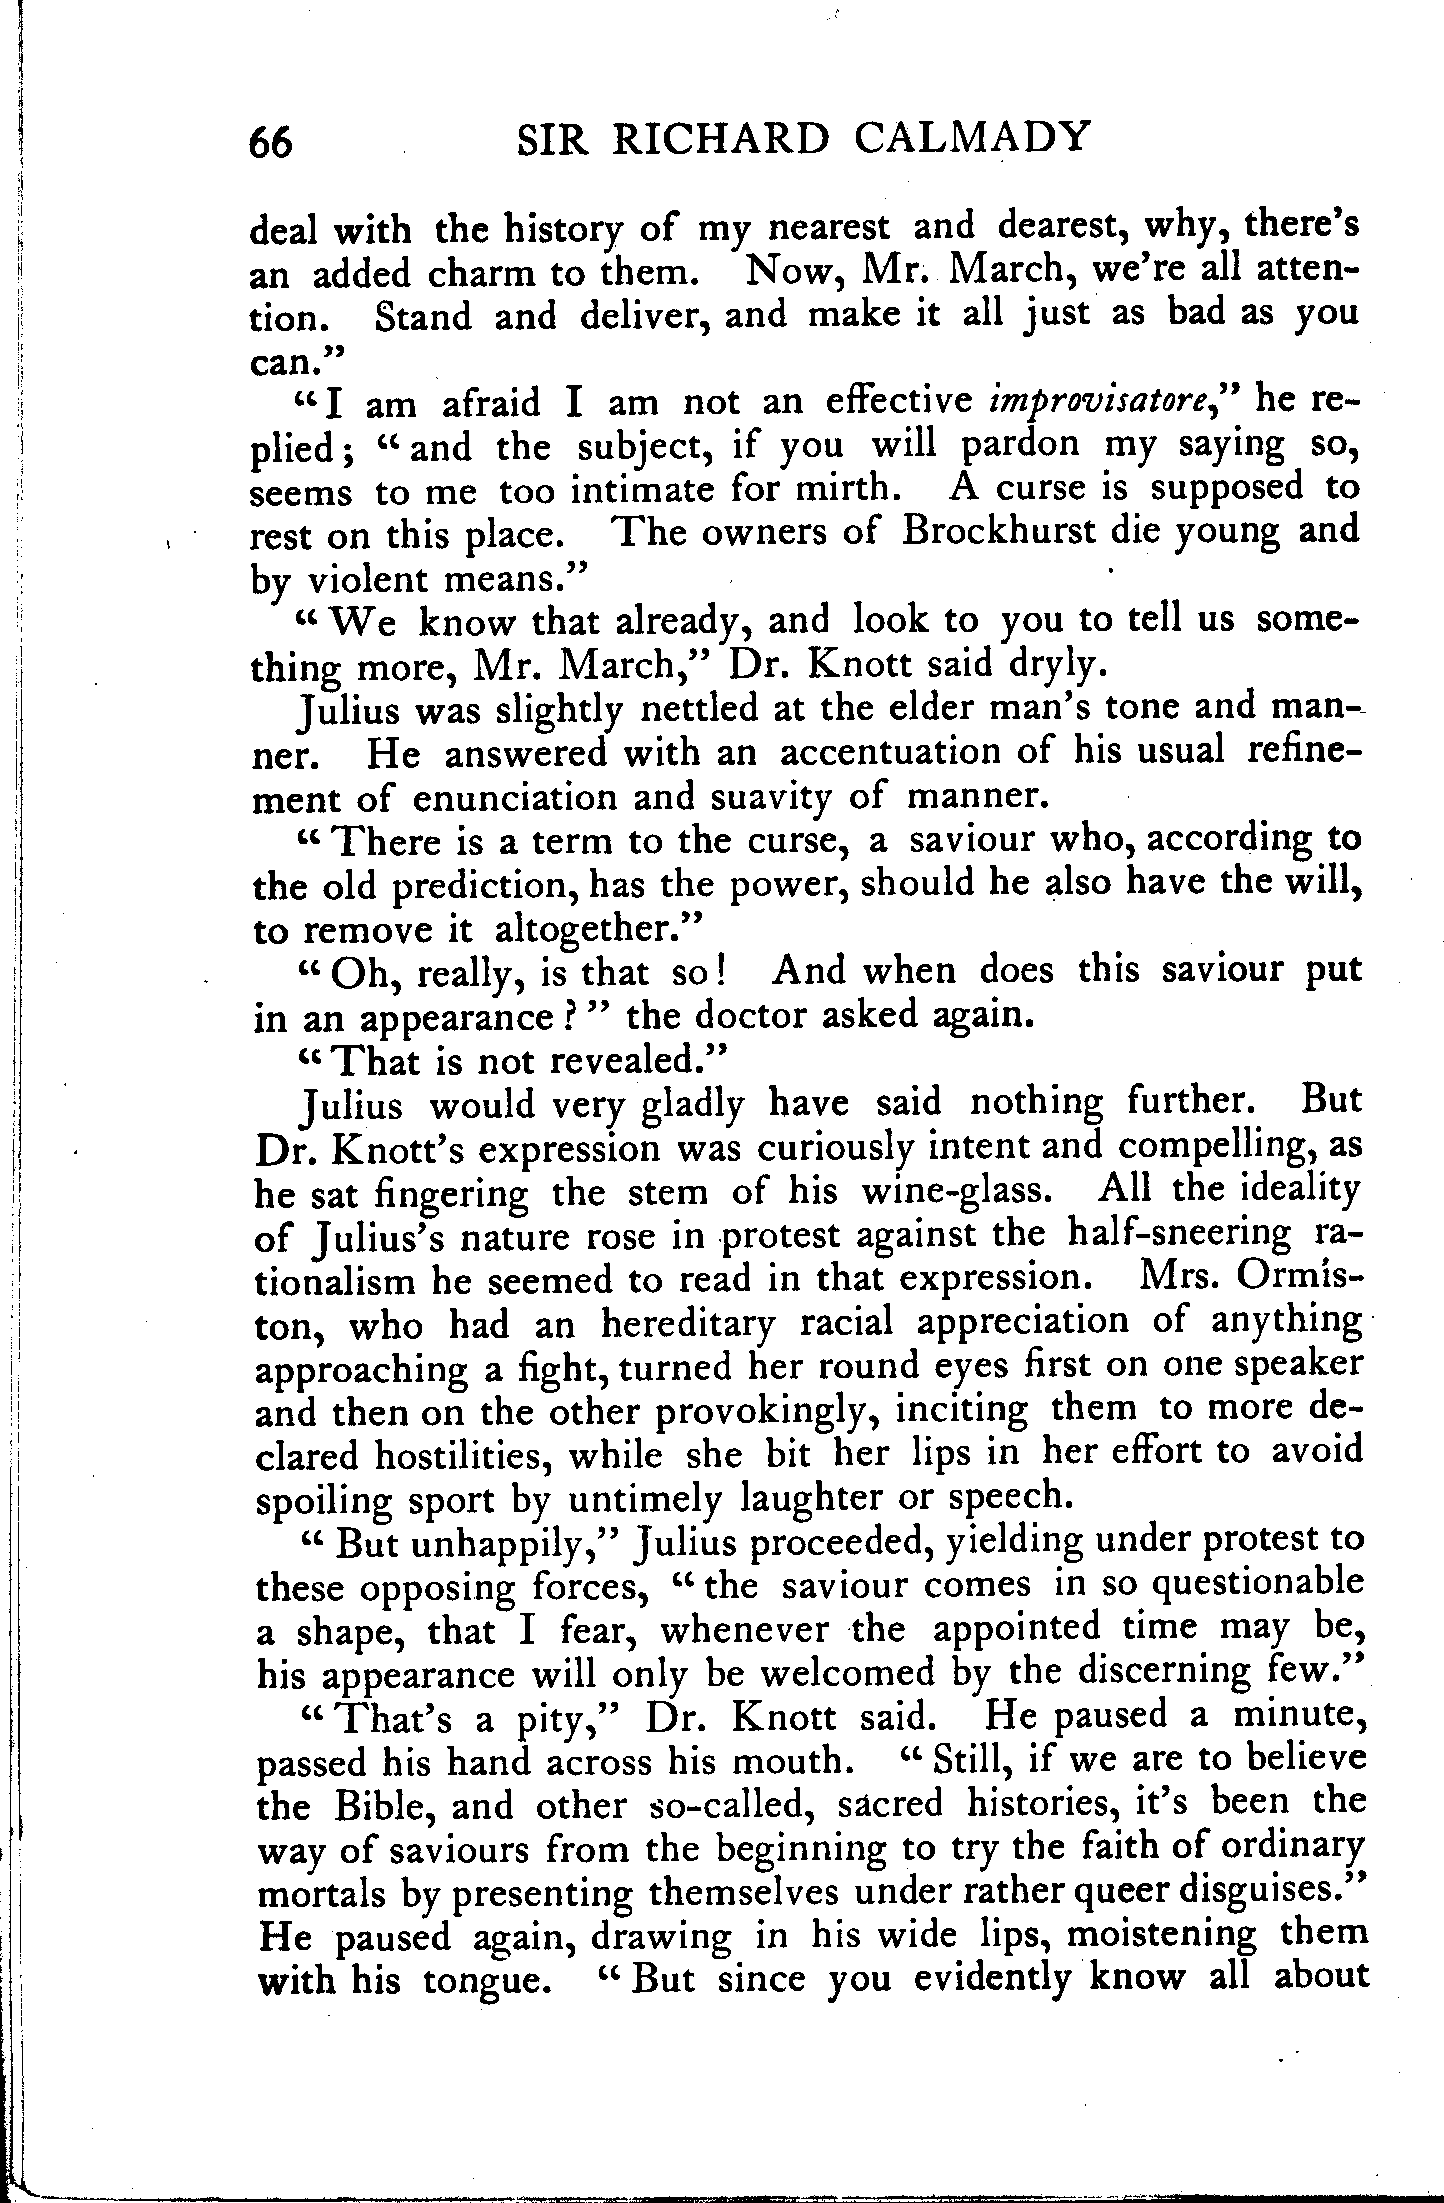 66 SIR RICHARD CALMADY
deal with the history of my nearest and dearest, why, there's
an added charm to them. Now, Mr. March, we're all atten-
tion. Stand and deliver, and make it all just as bad as you
can."
"I am afraid I am not an effective improvisatore," he re-
plied; "and the subject, if you will pardon my saying so,
seems to me too intimate for mirth. A curse is supposed to
rest on this place. The owners of Brockhurst die young and
by violent means."
"We know that already, and look to you to tell us some-
thing more, Mr. March," Dr. Knott said dryly.
Julius was slightly nettled at the elder man's tone and man-
ner. He answered with an accentuation of his usual refine-
ment of enunciation and suavity of manner.
"There is a term to the curse, a saviour who, according to
the old prediction, has the power, should he also have the will,
to remove it altogether."
"Oh, really, is that so! And when does this saviour put
in an appearance?" the doctor asked again.
"That is not revealed."
Julius would very gladly have said nothing further. But
Dr. Knott's expression was curiously intent and compelling, as
he sat fingering the stem of his wine-glass. All the ideality
of Julius's nature rose in protest against the half-sneering ra-
tionalism he seemed to read in that expression. Mrs. Ormis-
ton, who had an hereditary racial appreciation of anything
approaching a fight, turned her round eyes first on one speaker
and then on the other provokingly, inciting them to more de-
clared hostilities, while she bit her lips in her effort to avoid
spoiling sport by untimely laughter or speech.
"But unhappily," Julius proceeded, yielding under protest to
these opposing forces, "the saviour comes in so questionable
a shape, that I fear, whenever the appointed time may be,
his appearance will only be welcomed by the discerning few."
"That's a pity," Dr. Knott said. He paused a minute,
passed his hand across his mouth. "Still, if we are to believe
the Bible, and other so-called, sacred histories, it's been the
way of saviours from the beginning to try the faith of ordinary
mortals by presenting themselves under rather queer disguises."
He paused again, drawing in his wide lips, moistening them
with his tongue. "But since you evidently know all about